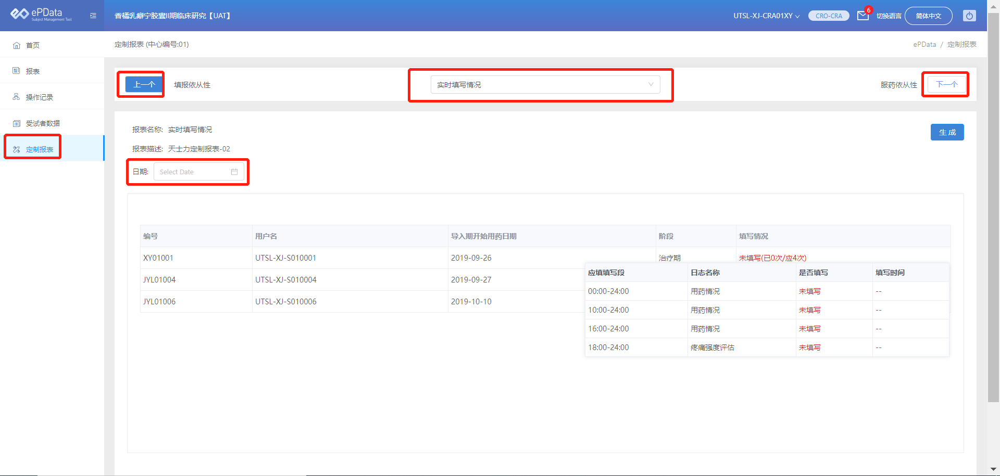 ePData
Subject Management Tool
香橘乳癖宁胶囊II期临床研究【UAT】
UTSL-XJ-CRA01XY
CRO-CRA
6
切换语言
简体中文
首页
报表
操作记录
受试者数据
定制报表
定制报表 (中心编号:01)
ePData / 定制报表
上一个
填报依从性
实时填写情况
服药依从性
下一个
报表名称: 实时填写情况
生 成
报表描述: 天士力定制报表-02
日期: Select Date
编号 用户名 导入期开始用药日期 阶段 填写情况
XY01001 UTSL-XJ-S010001 2019-09-26 治疗期 未填写(已0次/应4次)
JYL01004 UTSL-XJ-S010004 2019-09-27
JYL01006 UTSL-XJ-S010006 2019-10-10
应填填写段 日志名称 是否填写 填写时间
00:00-24:00 用药情况 未填写 --
10:00-24:00 用药情况 未填写 --
16:00-24:00 用药情况 未填写 --
18:00-24:00 疼痛强度评估 未填写 --